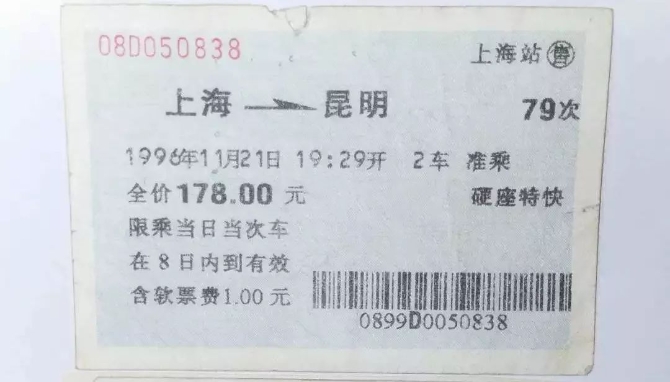 08D050838
上海站 售
上海 → 昆明 79次
1996年11月21日 19:29开 2车 准乘
全价178.00元 硬座特快
限乘当日当次车
在8日内到有效
含软票费1.00元
0899D0050838